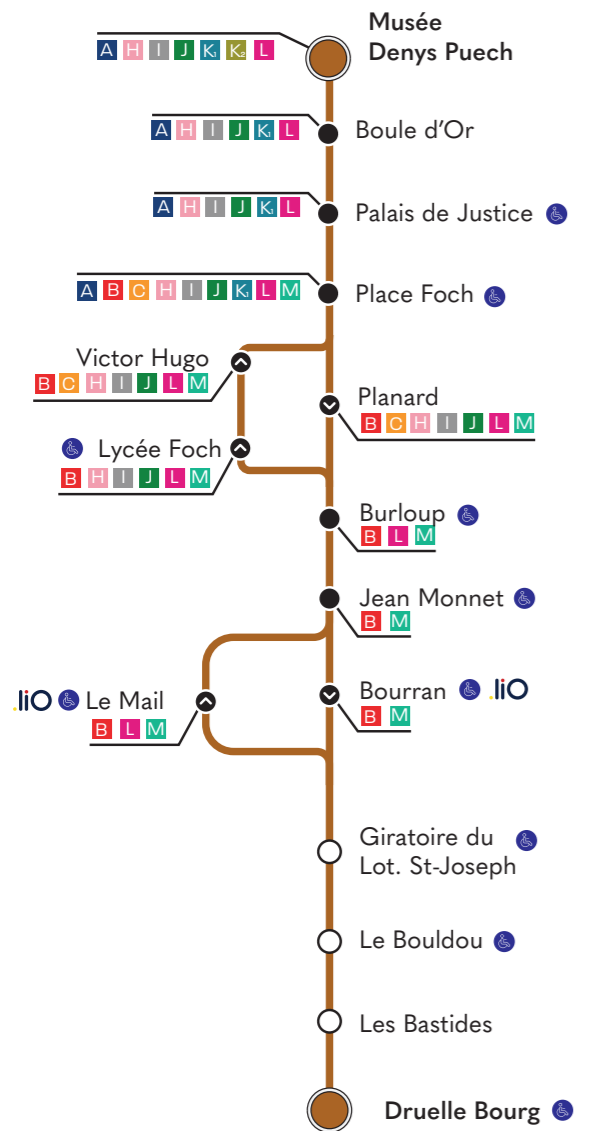 Musée
Denys Puech
A H I J K1 K2 L
Boule d'Or
A H I J K1 L
Palais de Justice
A H I J K1 L
Place Foch
A B C H I J K1 L M
Victor Hugo
B C H I J L M
Planard
B C H I J L M
Lycée Foch
B H I J L M
Burloup
B L M
Jean Monnet
B M
.liO Le Mail
B L M
Bourran .liO
B M
Giratoire du
Lot. St-Joseph
Le Bouldou
Les Bastides
Druelle Bourg